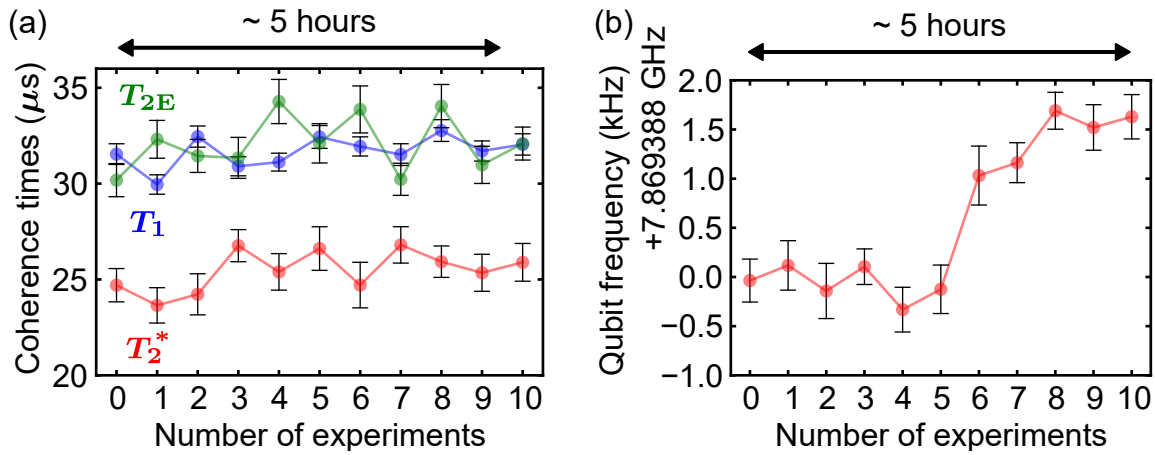 (a)
~ 5 hours
Coherence times (μs)
35
30
25
20
T2E
T1
T2*
0 1 2 3 4 5 6 7 8 9 10
Number of experiments
(b)
~ 5 hours
Qubit frequency (kHz)
+7.869388 GHz
2.0
1.5
1.0
0.5
0.0
−0.5
−1.0
0 1 2 3 4 5 6 7 8 9 10
Number of experiments